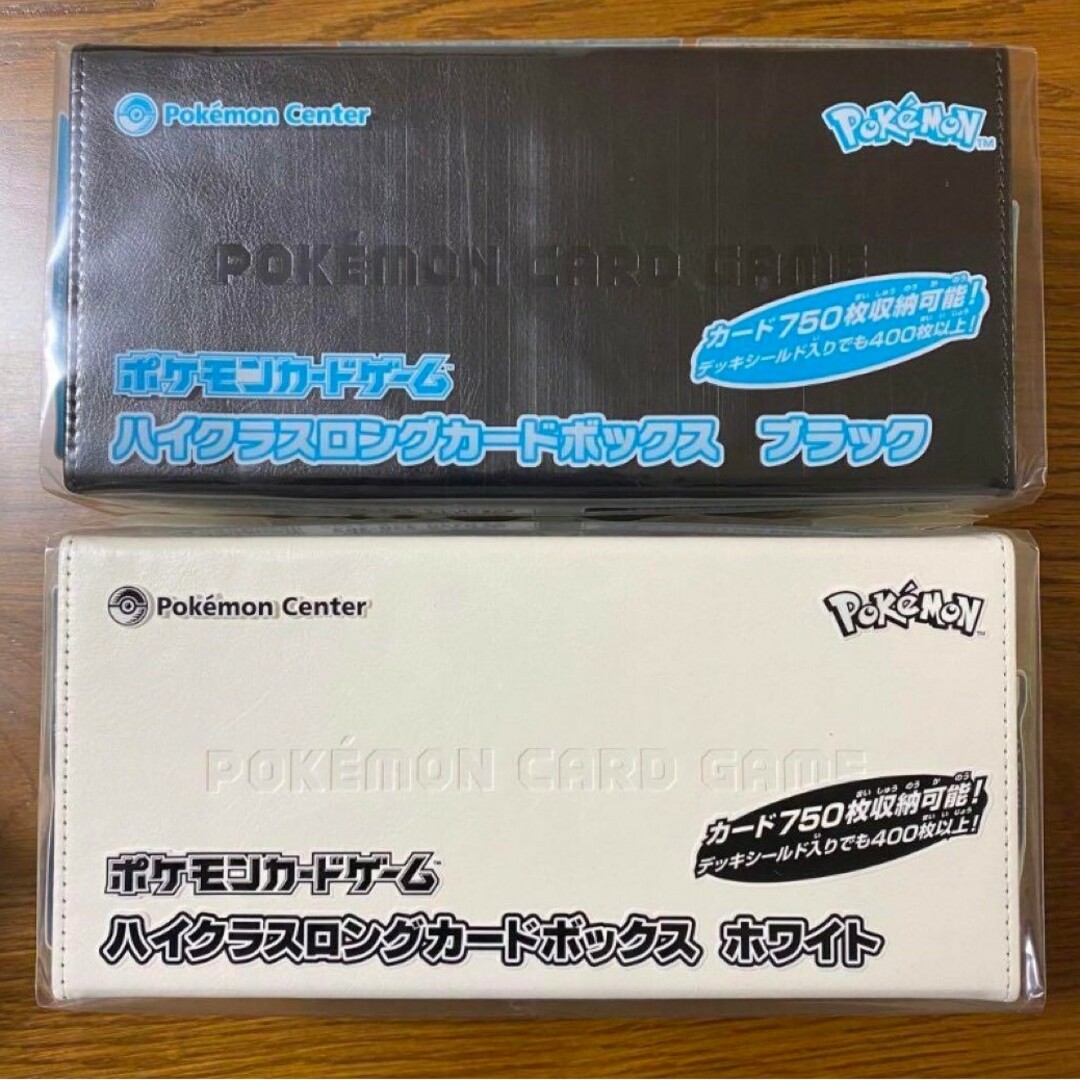 Pokémon Center
POKÉMON
TM
POKÉMON CARD GAME
カード750枚収納可能!
デッキシールド入りでも400枚以上!
ポケモンカードゲーム
ハイクラスロングカードボックス ブラック
Pokémon Center
POKÉMON
TM
POKÉMON CARD GAME
カード750枚収納可能!
デッキシールド入りでも400枚以上!
ポケモンカードゲーム
ハイクラスロングカードボックス ホワイト